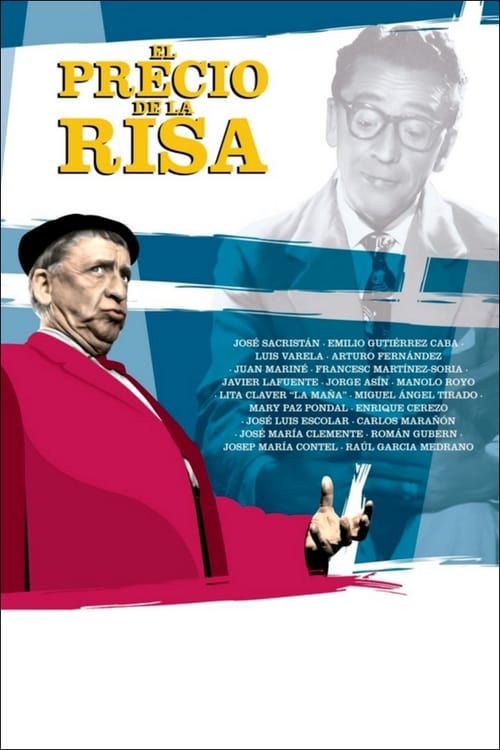 EL
PRECIO
DE LA
RISA
JOSÉ SACRISTÁN · EMILIO GUTIÉRREZ CABA ·
LUIS VARELA · ARTURO FERNÁNDEZ
· JUAN MARINÉ · FRANCESC MARTÍNEZ-SORIA ·
JAVIER LAFUENTE · JORGE ASÍN · MANOLO ROYO
· LITA CLAVER "LA MAÑA" · MIGUEL ÁNGEL TIRADO ·
MARY PAZ PONDAL · ENRIQUE CEREZO
· JOSÉ LUIS ESCOLAR · CARLOS MARAÑÓN ·
· JOSÉ MARÍA CLEMENTE · ROMÁN GUBERN ·
JOSEP MARÍA CONTEL · RAÚL GARCIA MEDRANO